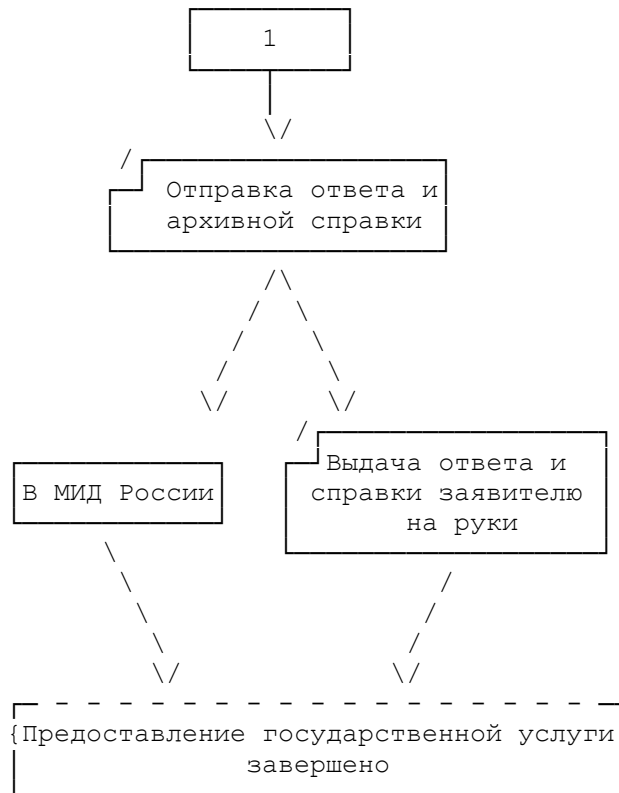 1
Отправка ответа и
архивной справки
В МИД России
Выдача ответа и
справки заявителю
на руки
Предоставление государственной услуги
завершено